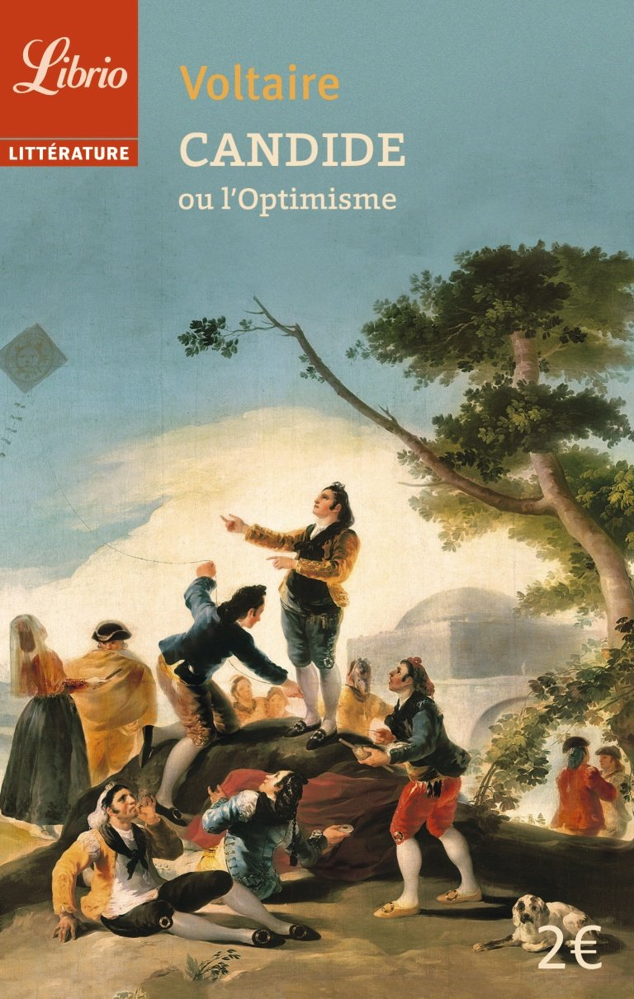 Librio
LITTÉRATURE
Voltaire
CANDIDE
ou l'Optimisme
2€